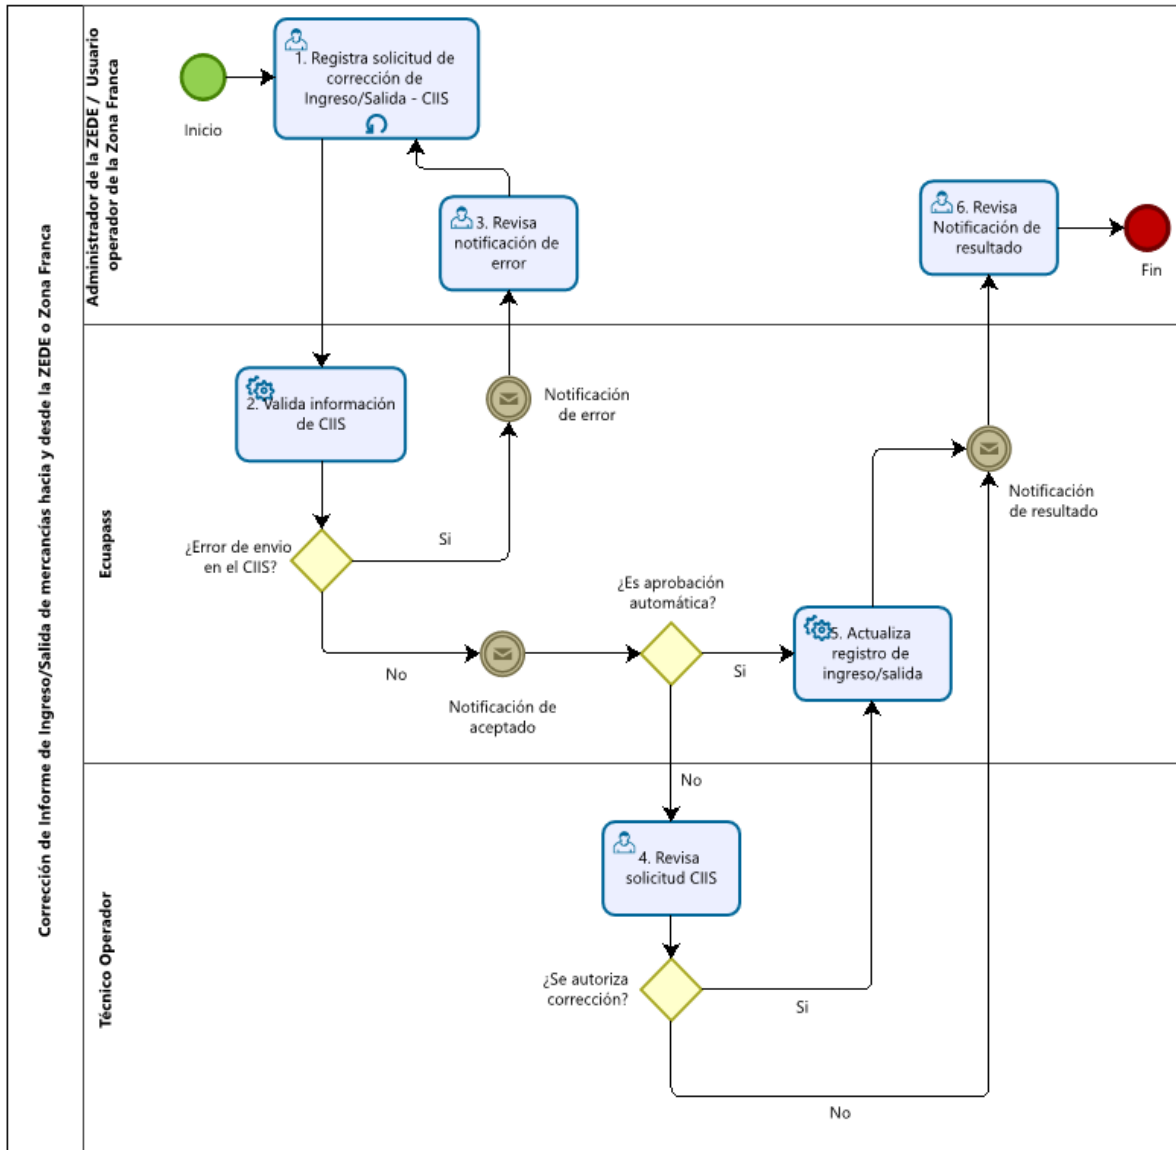 Corrección de Informe de Ingreso/Salida de mercancías hacia y desde la ZEDE o Zona Franca
Administrador de la ZEDE / Usuario
operador de la Zona Franca
Inicio
1. Registra solicitud de
corrección de
Ingreso/Salida - CIIS
3. Revisa
notificación de
error
6. Revisa
Notificación de
resultado
Fin
Ecuapass
2. Valida información
de CIIS
Notificación
de error
¿Error de envio
en el CIIS?
Si
No
Notificación de
aceptado
¿Es aprobación
automática?
Si
No
5. Actualiza
registro de
ingreso/salida
Notificación
de resultado
Técnico Operador
4. Revisa
solicitud CIIS
¿Se autoriza
corrección?
Si
No